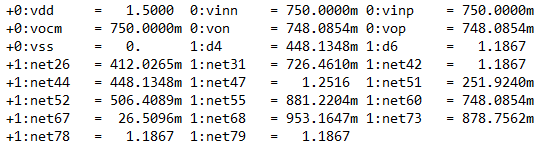 +0:vdd     =   1.5000  0:vinn   = 750.0000m 0:vinp   = 750.0000m
+0:vocm    = 750.0000m 0:von    = 748.0854m 0:vop    = 748.0854m
+0:vss     =   0.      1:d4     = 448.1348m 1:d6     =   1.1867
+1:net26   = 412.0265m 1:net31  = 726.4610m 1:net42  =   1.1867
+1:net44   = 448.1348m 1:net47  =   1.2516  1:net51  = 251.9240m
+1:net52   = 506.4089m 1:net55  = 881.2204m 1:net60  = 748.0854m
+1:net67   =  26.5096m 1:net68  = 953.1647m 1:net73  = 878.7562m
+1:net78   =   1.1867  1:net79  =   1.1867